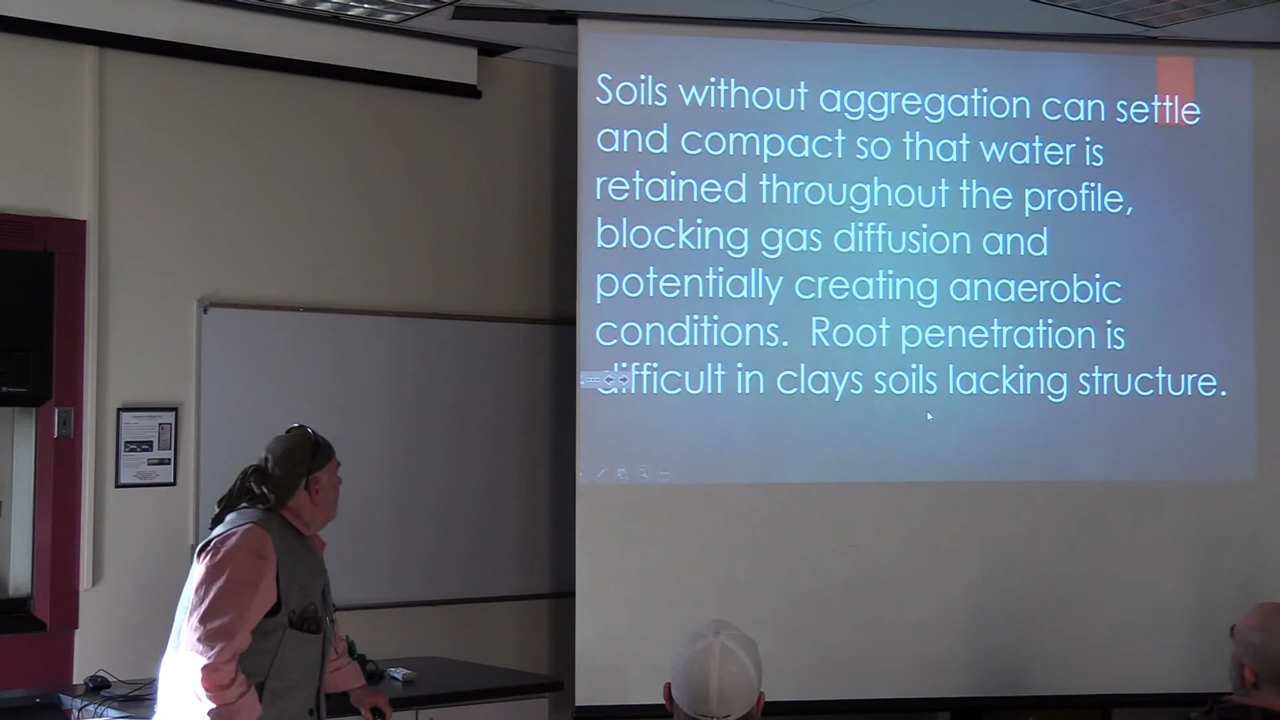 Soils without aggregation can settle
and compact so that water is
retained throughout the profile,
blocking gas diffusion and
potentially creating anaerobic
conditions.  Root penetration is
difficult in clays soils lacking structure.